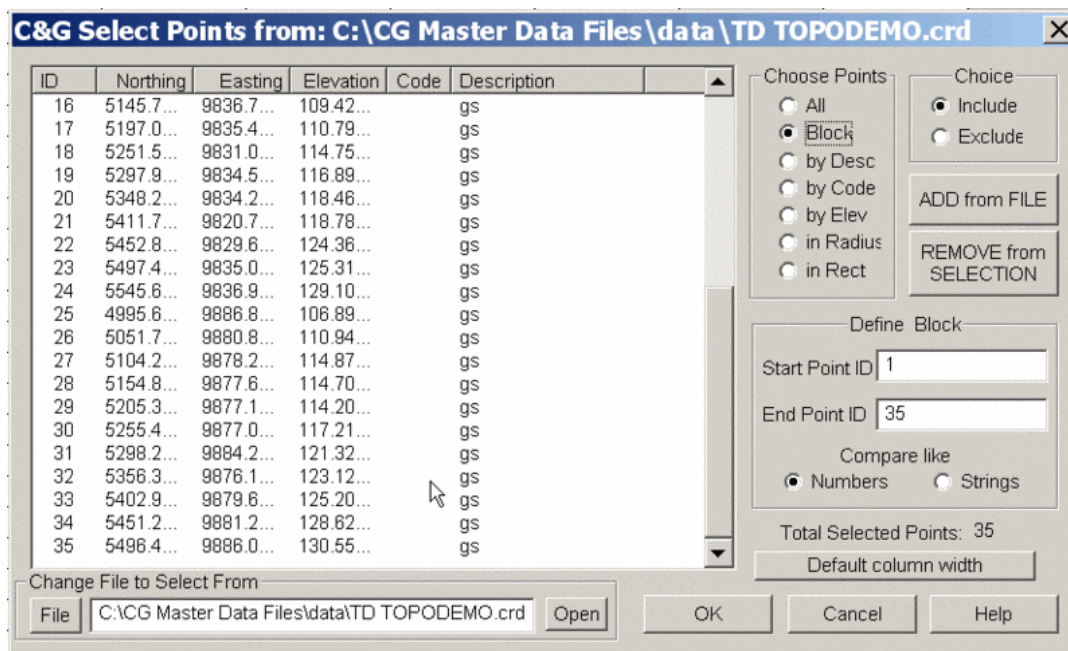 C&G Select Points from: C:\CG Master Data Files\data\TD TOPODEMO.crd
ID Northing Easting Elevation Code Description
16 5145.7... 9836.7... 109.42... gs
17 5197.0... 9835.4... 110.79... gs
18 5251.5... 9831.0... 114.75... gs
19 5297.9... 9834.5... 116.89... gs
20 5348.2... 9834.2... 118.46... gs
21 5411.7... 9820.7... 118.78... gs
22 5452.8... 9829.6... 124.36... gs
23 5497.4... 9835.0... 125.31... gs
24 5545.6... 9836.9... 129.10... gs
25 4995.6... 9886.8... 106.89... gs
26 5051.7... 9880.8... 110.94... gs
27 5104.2... 9878.2... 114.87... gs
28 5154.8... 9877.6... 114.70... gs
29 5205.3... 9877.1... 114.20... gs
30 5255.4... 9877.0... 117.21... gs
31 5298.2... 9884.2... 121.32... gs
32 5356.3... 9876.1... 123.12... gs
33 5402.9... 9879.6... 125.20... gs
34 5451.2... 9881.2... 128.62... gs
35 5496.4... 9886.0... 130.55... gs
Choose Points
All
Block
by Desc
by Code
by Elev
in Radius
in Rect
Choice
Include
Exclude
ADD from FILE
REMOVE from
SELECTION
Define Block
Start Point ID 1
End Point ID 35
Compare like
Numbers Strings
Total Selected Points: 35
Default column width
Change File to Select From
File C:\CG Master Data Files\data\TD TOPODEMO.crd Open
OK Cancel Help